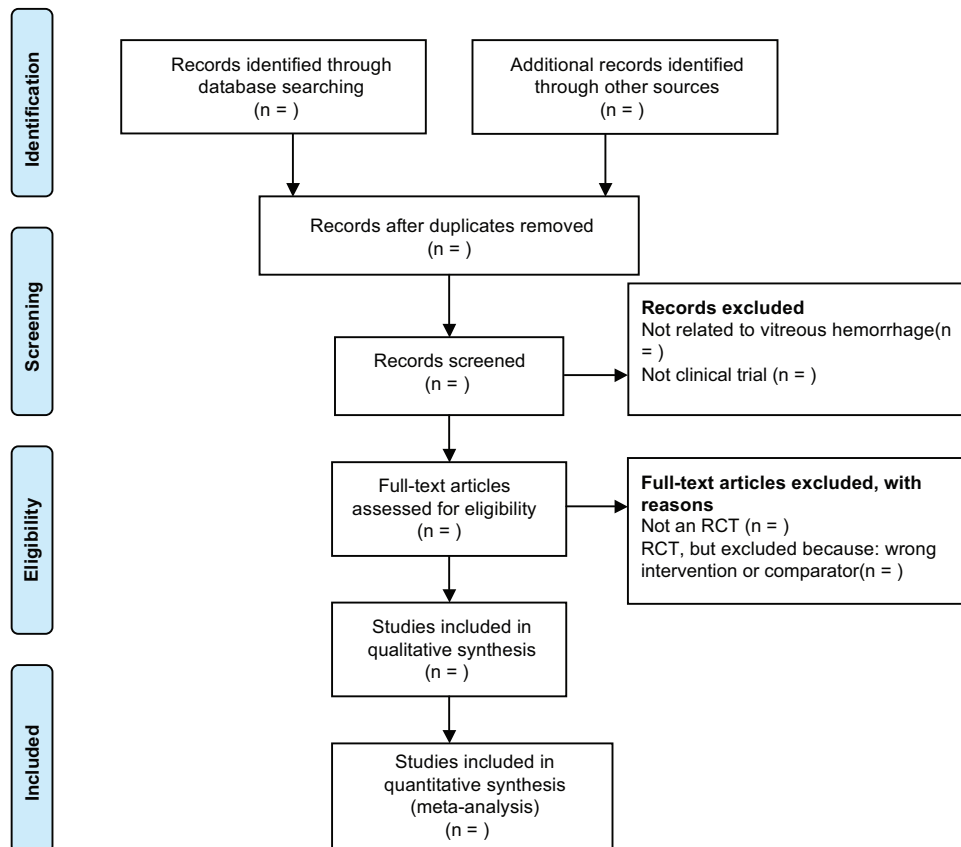 Identification
Records identified through
database searching
(n = )
Additional records identified
through other sources
(n = )
Records after duplicates removed
(n = )
Screening
Records screened
(n = )
Records excluded
Not related to vitreous hemorrhage(n
= )
Not clinical trial (n = )
Eligibility
Full-text articles
assessed for eligibility
(n = )
Full-text articles excluded, with
reasons
Not an RCT (n = )
RCT, but excluded because: wrong
intervention or comparator(n = )
Studies included in
qualitative synthesis
(n = )
Included
Studies included in
quantitative synthesis
(meta-analysis)
(n = )